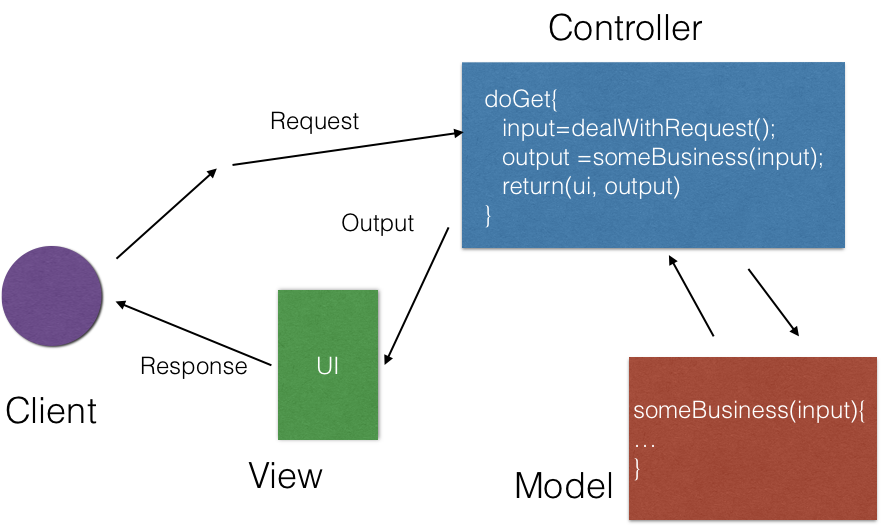 Controller
doGet{
input=dealWithRequest();
output =someBusiness(input);
return(ui, output)
}
Request
Output
Response
UI
Client
View
Model
someBusiness(input){
...
}